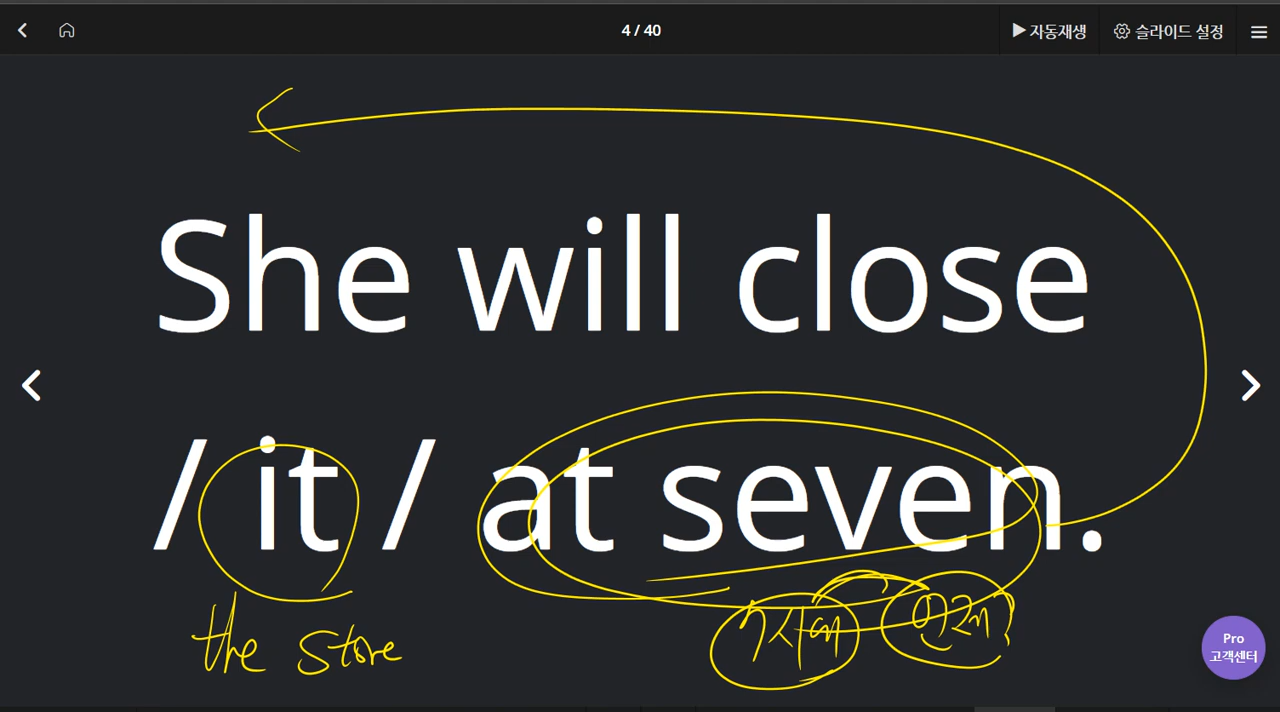 4 / 40
▶ 자동재생
슬라이드 설정
She will close
/ it / at seven.
the store
7시에 언제?
Pro
고객센터